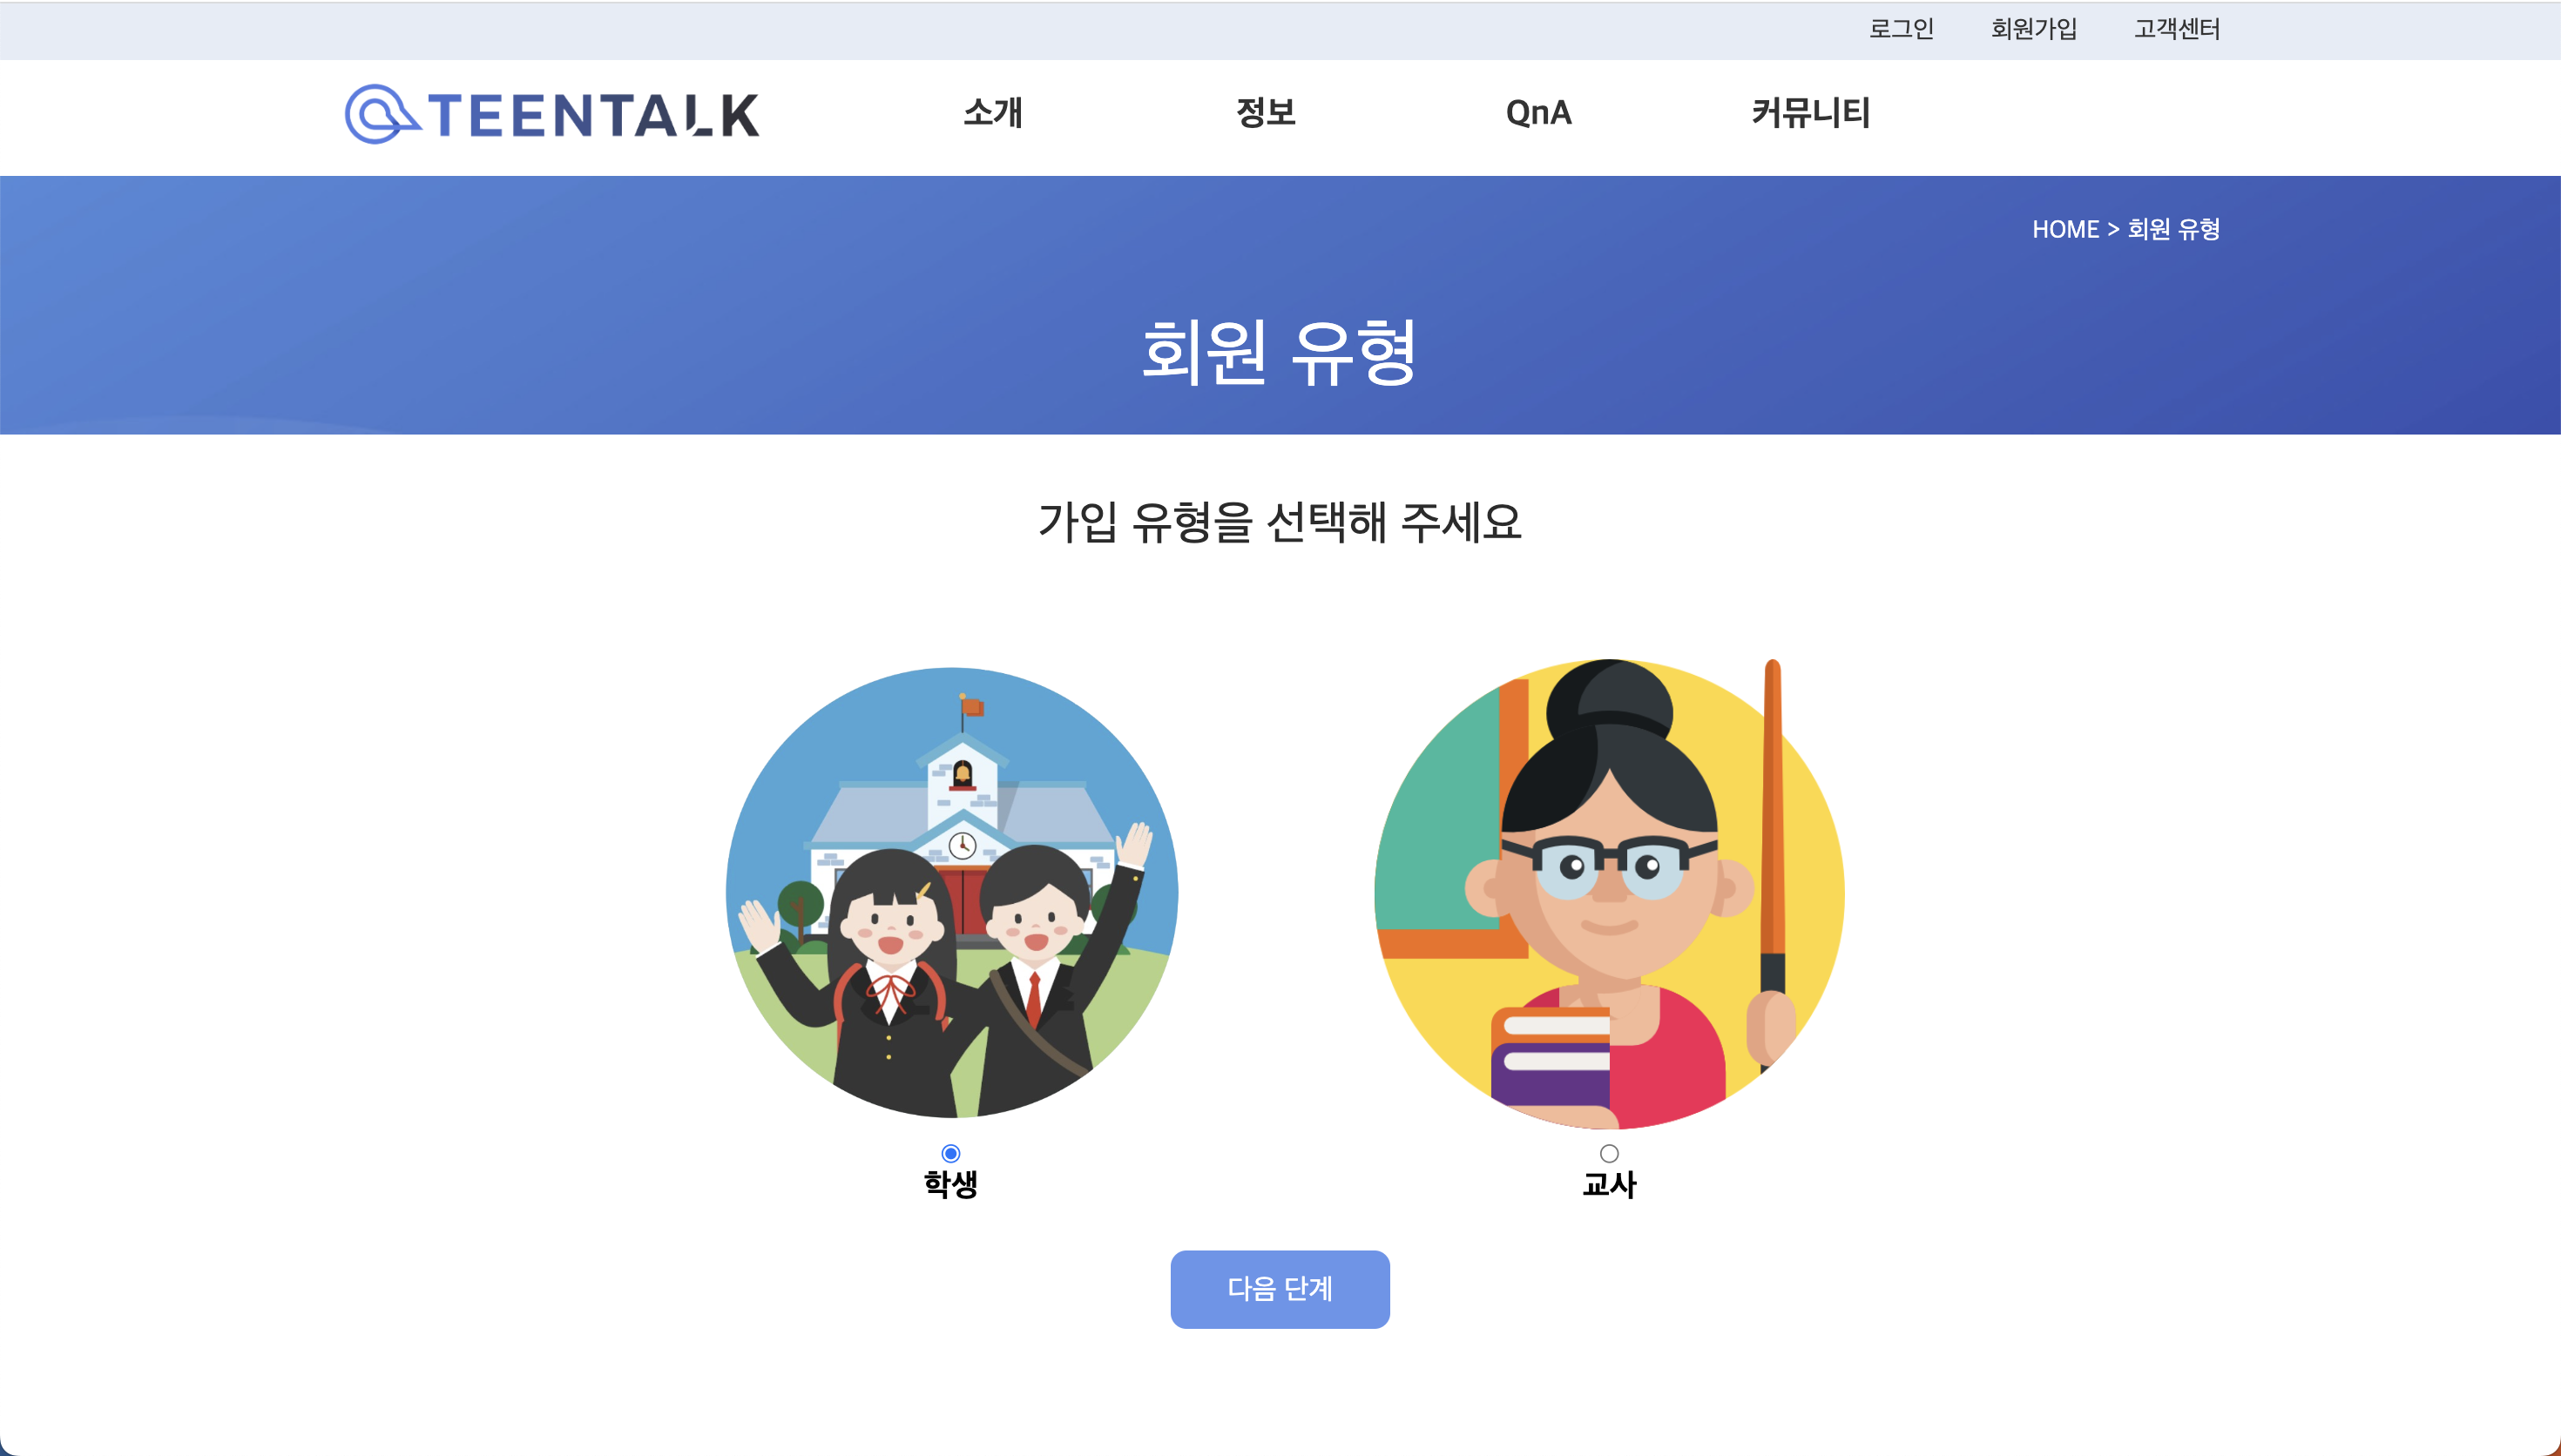 로그인 회원가입 고객센터
TEENTALK 소개 정보 QnA 커뮤니티
HOME > 회원 유형
회원 유형
가입 유형을 선택해 주세요
학생 교사
다음 단계